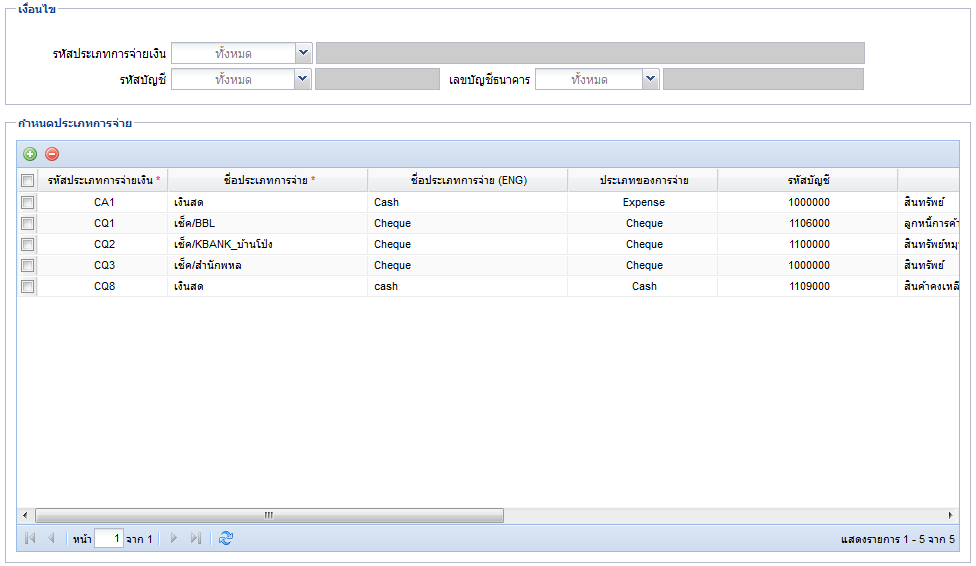 เงื่อนไข
รหัสประเภทการจ่ายเงิน ทั้งหมด
รหัสบัญชี ทั้งหมด เลขบัญชีธนาคาร ทั้งหมด
กำหนดประเภทการจ่าย
รหัสประเภทการจ่ายเงิน * ชื่อประเภทการจ่าย * ชื่อประเภทการจ่าย (ENG) ประเภทของการจ่าย รหัสบัญชี
CA1 เงินสด Cash Expense 1000000 สินทรัพย์
CQ1 เช็ค/BBL Cheque Cheque 1106000 ลูกหนี้การค้า
CQ2 เช็ค/KBANK_บ้านโป่ง Cheque Cheque 1100000 สินทรัพย์หมุ
CQ3 เช็ค/สำนักพหล Cheque Cheque 1000000 สินทรัพย์
CQ8 เงินสด cash Cash 1109000 สินค้าคงเหลื
หน้า 1 จาก 1 แสดงรายการ 1 - 5 จาก 5